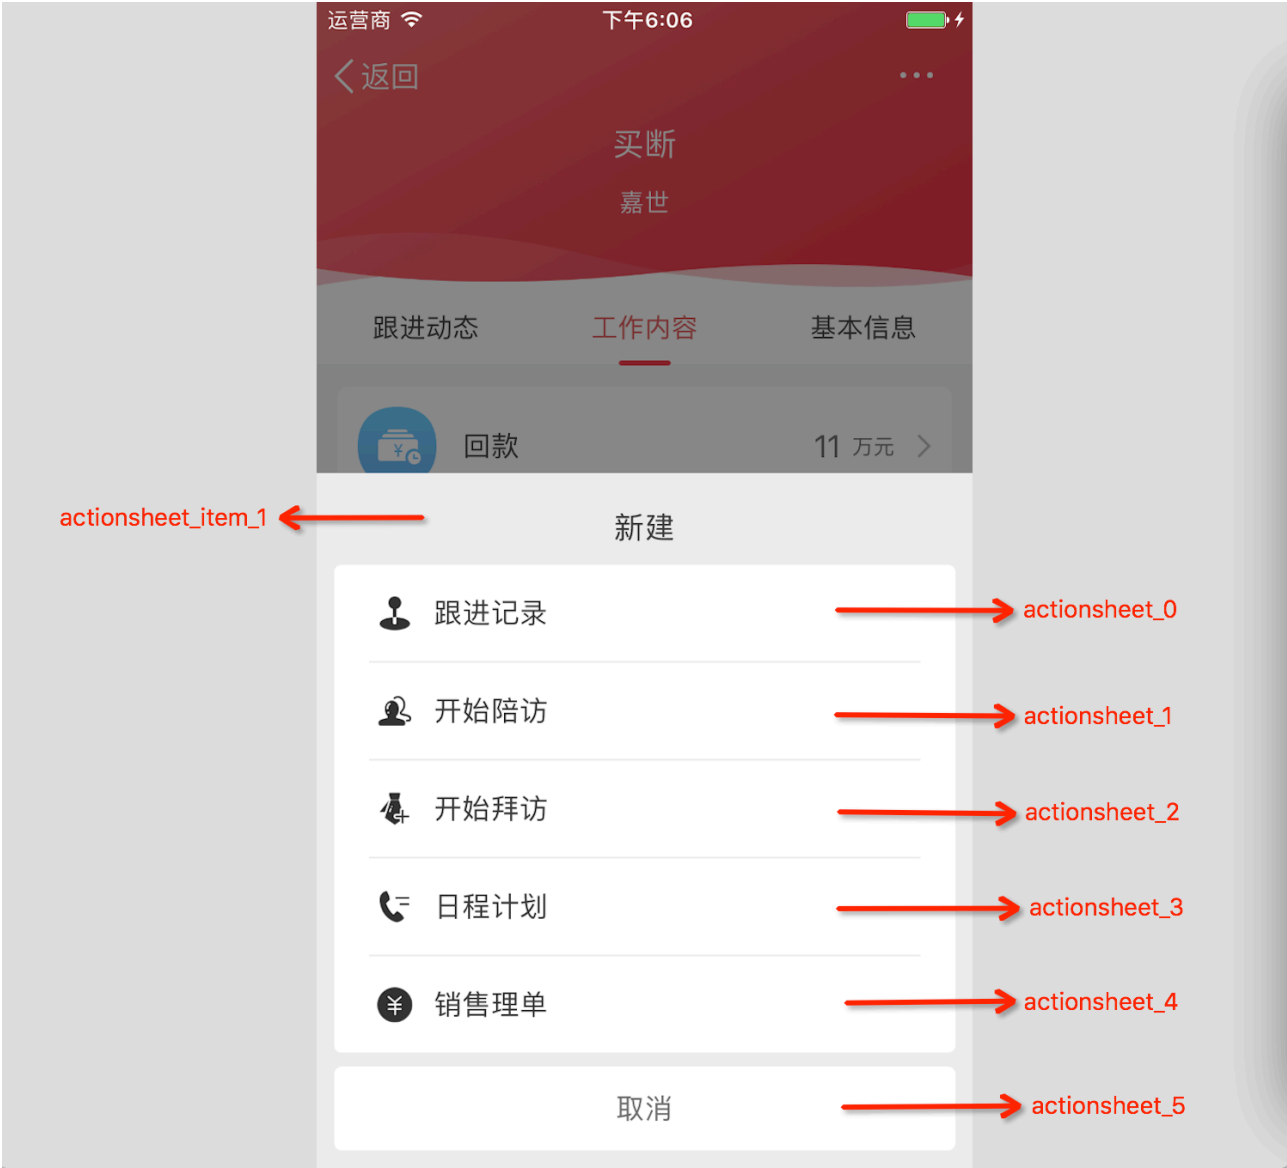 运营商
下午6:06
返回
买断
嘉世
跟进动态
工作内容
基本信息
回款
11 万元
actionsheet_item_1
新建
跟进记录
actionsheet_0
开始陪访
actionsheet_1
开始拜访
actionsheet_2
日程计划
actionsheet_3
销售理单
actionsheet_4
取消
actionsheet_5